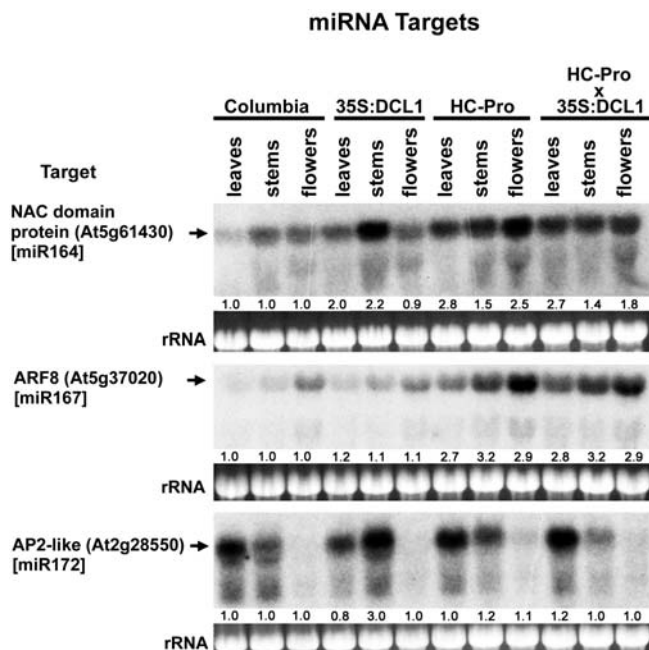 miRNA Targets
HC-Pro
x
Columbia 35S:DCL1 HC-Pro 35S:DCL1
leaves stems flowers leaves stems flowers leaves stems flowers leaves stems flowers
Target
NAC domain
protein (At5g61430)
[miR164]
1.0 1.0 1.0 2.0 2.2 0.9 2.8 1.5 2.5 2.7 1.4 1.8
rRNA
ARF8 (At5g37020)
[miR167]
1.0 1.0 1.0 1.2 1.1 1.1 2.7 3.2 2.9 2.8 3.2 2.9
rRNA
AP2-like (At2g28550)
[miR172]
1.0 1.0 1.0 0.8 3.0 1.0 1.0 1.2 1.1 1.2 1.0 1.0
rRNA